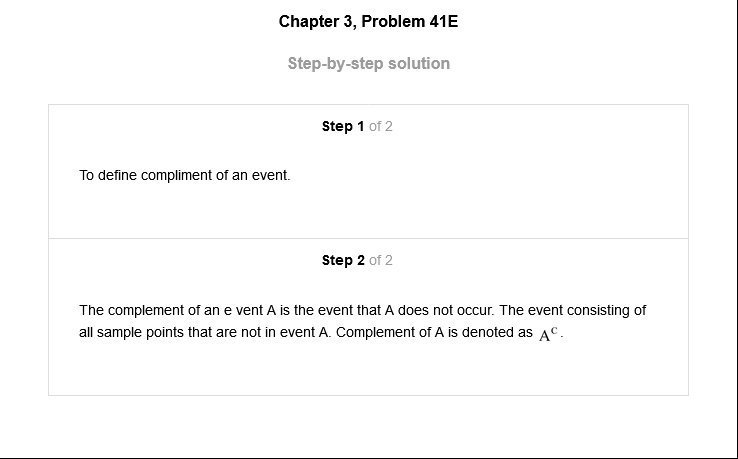 Chapter 3, Problem 41E
Step-by-step solution
Step 1 of 2
To define compliment of an event.
Step 2 of 2
The complement of an e vent A is the event that A does not occur. The event consisting of
all sample points that are not in event A. Complement of A is denoted as Aᶜ.